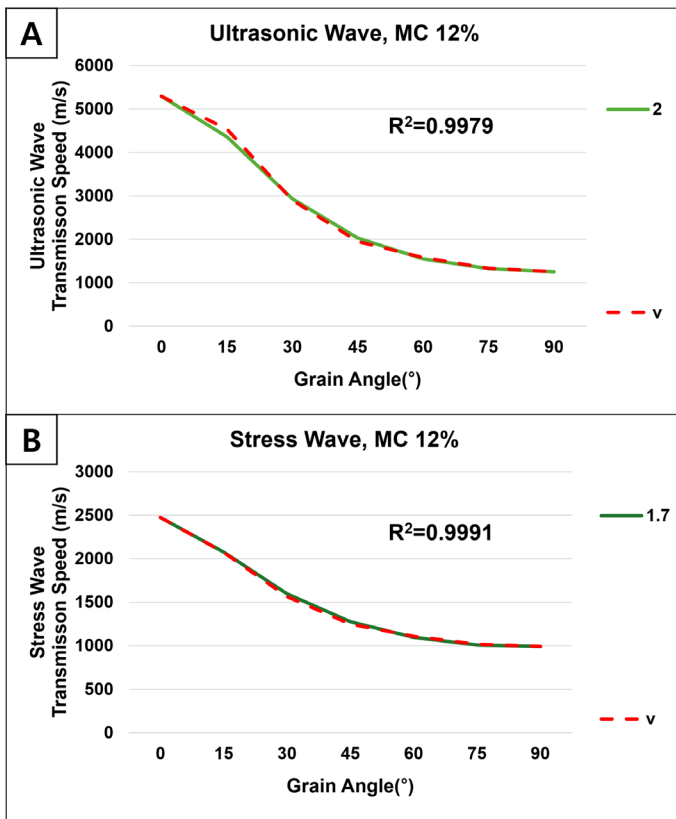 A
Ultrasonic Wave, MC 12%
Ultrasonic Wave
Transmisson Speed (m/s)
6000
5000
4000
3000
2000
1000
0
R²=0.9979
2
v
0 15 30 45 60 75 90
Grain Angle(°)
B
Stress Wave, MC 12%
Stress Wave
Transmisson Speed (m/s)
3000
2500
2000
1500
1000
500
0
R²=0.9991
1.7
v
0 15 30 45 60 75 90
Grain Angle(°)